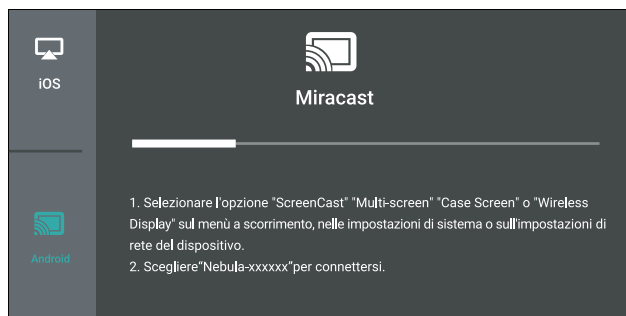 iOS
Android
Miracast
1. Selezionare l'opzione "ScreenCast" "Multi-screen" "Case Screen" o "Wireless
Display" sul menù a scorrimento, nelle impostazioni di sistema o sull'impostazioni di
rete del dispositivo.
2. Scegliere“Nebula-xxxxxx”per connettersi.